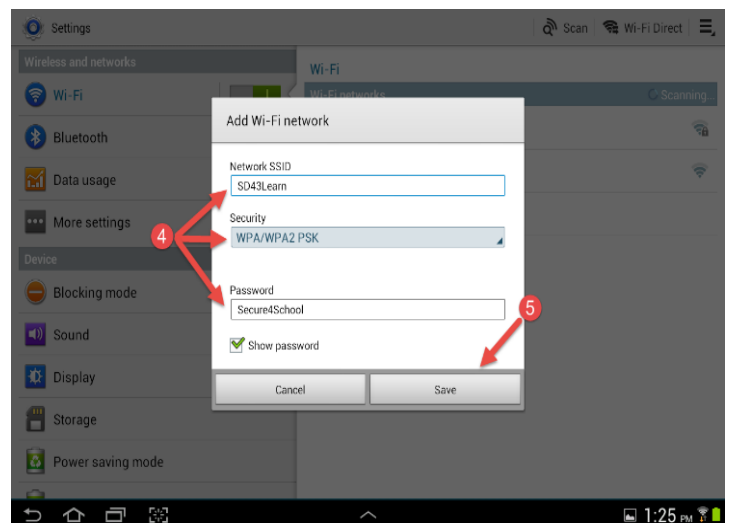 Settings
Scan
Wi-Fi Direct
Wireless and networks
Wi-Fi
Bluetooth
Data usage
More settings
Device
Blocking mode
Sound
Display
Storage
Power saving mode
Wi-Fi
Wi-Fi networks
Scanning...
Add Wi-Fi network
Network SSID
SD43Learn
Security
WPA/WPA2 PSK
Password
Secure4School
Show password
Cancel
Save
4
5
1:25 PM